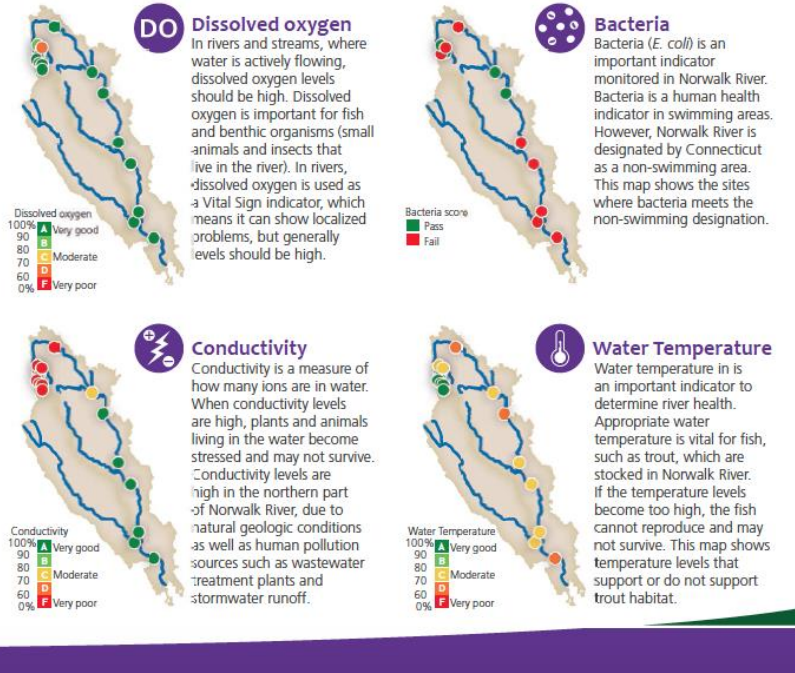 DO
Dissolved oxygen
In rivers and streams, where
water is actively flowing,
dissolved oxygen levels
should be high. Dissolved
oxygen is important for fish
and benthic organisms (small
animals and insects that
live in the river). In rivers,
dissolved oxygen is used as
a Vital Sign indicator, which
means it can show localized
problems, but generally
levels should be high.
Dissolved oxygen
100%
90
80
70
60
0%
A Very good
B
C Moderate
D
F Very poor
Bacteria
Bacteria (E. coli) is an
important indicator
monitored in Norwalk River.
Bacteria is a human health
indicator in swimming areas.
However, Norwalk River is
designated by Connecticut
as a non-swimming area.
This map shows the sites
where bacteria meets the
non-swimming designation.
Bacteria score
Pass
Fail
Conductivity
Conductivity is a measure of
how many ions are in water.
When conductivity levels
are high, plants and animals
living in the water become
stressed and may not survive.
Conductivity levels are
high in the northern part
of Norwalk River, due to
natural geologic conditions
as well as human pollution
sources such as wastewater
treatment plants and
stormwater runoff.
Conductivity
100%
90
80
70
60
0%
A Very good
B
C Moderate
D
F Very poor
Water Temperature
Water temperature in is
an important indicator to
determine river health.
Appropriate water
temperature is vital for fish,
such as trout, which are
stocked in Norwalk River.
If the temperature levels
become too high, the fish
cannot reproduce and may
not survive. This map shows
temperature levels that
support or do not support
trout habitat.
Water Temperature
100%
90
80
70
60
0%
A Very good
B
C Moderate
D
F Very poor